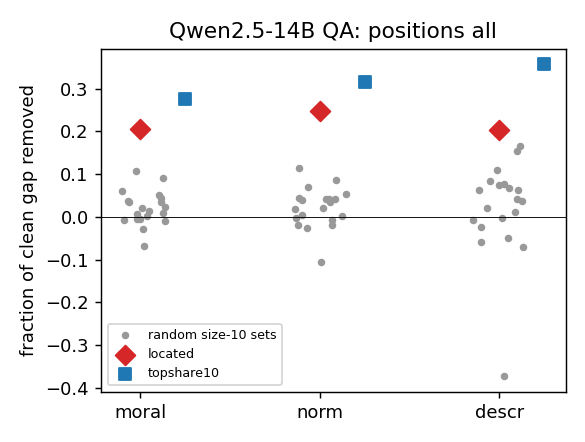 Qwen2.5-14B QA: positions all
fraction of clean gap removed
0.3
0.2
0.1
0.0
−0.1
−0.2
−0.3
−0.4
random size-10 sets
located
topshare10
moral
norm
descr